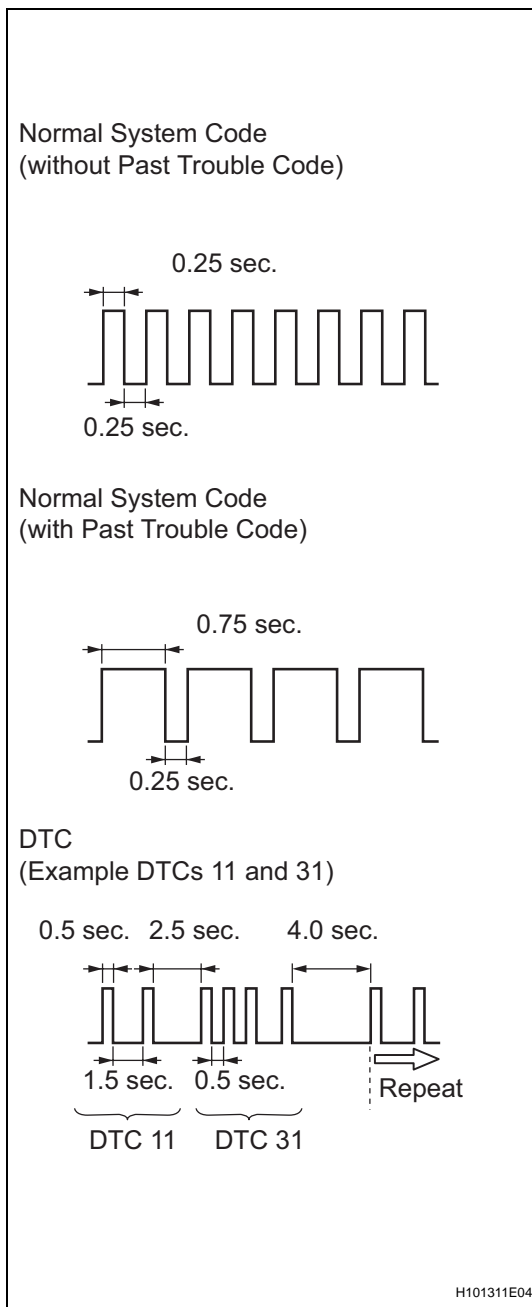 Normal System Code
(without Past Trouble Code)
0.25 sec.
0.25 sec.
Normal System Code
(with Past Trouble Code)
0.75 sec.
0.25 sec.
DTC
(Example DTCs 11 and 31)
0.5 sec. 2.5 sec. 4.0 sec.
1.5 sec. 0.5 sec.
Repeat
DTC 11 DTC 31
H101311E04